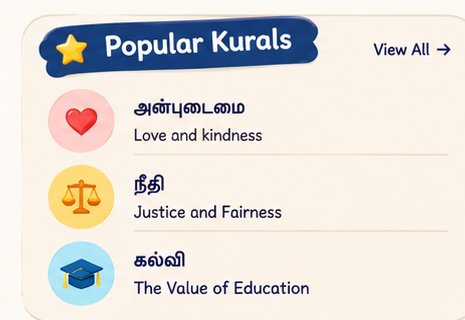 Popular Kurals
View All →
அன்புடைமை
Love and kindness
நீதி
Justice and Fairness
கல்வி
The Value of Education